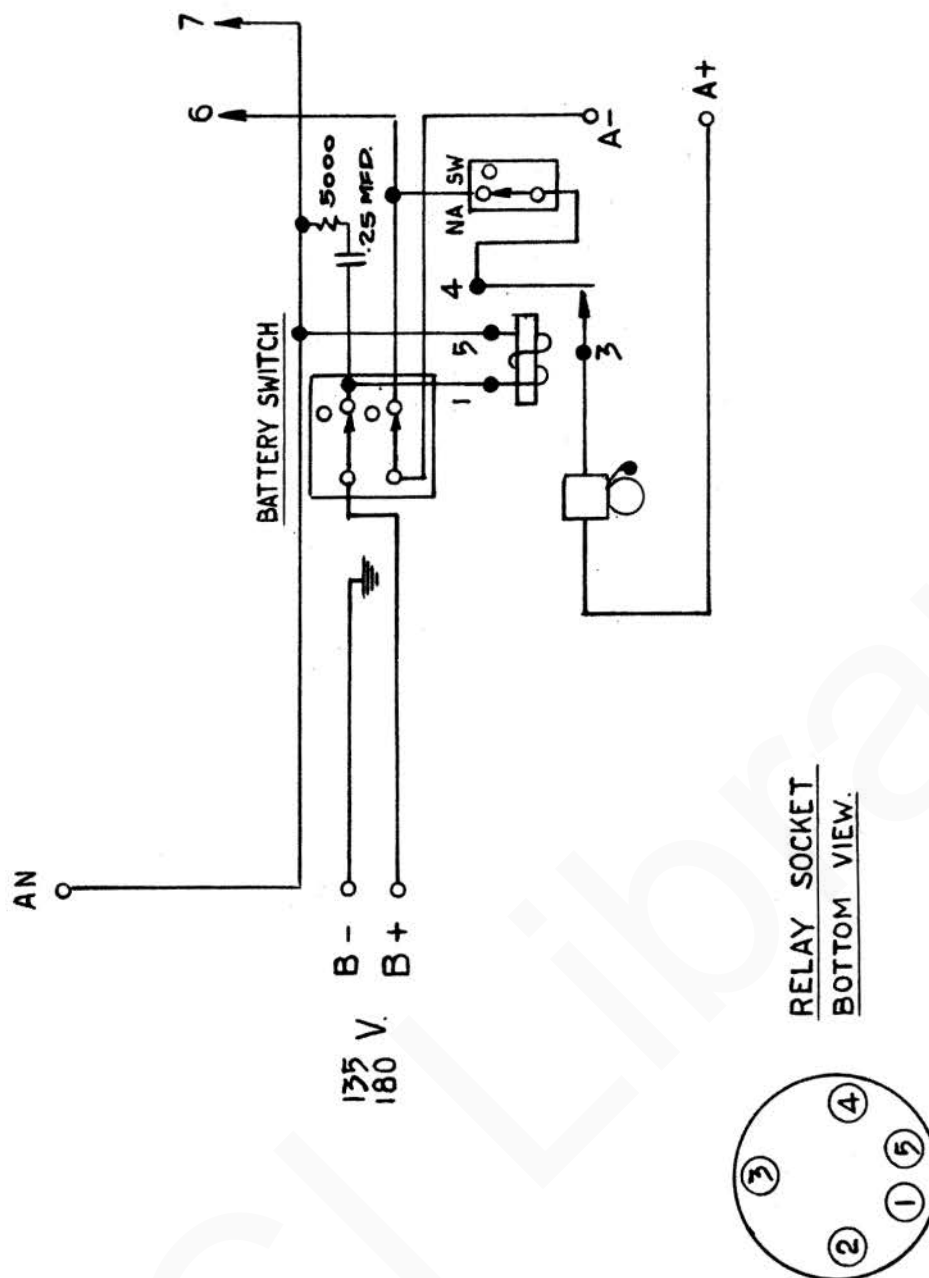 AN
7
6
5000
.25 MFD.
BATTERY SWITCH
B -
B +
135
180 V.
1
5
4
NA SW
3
A-
A+
RELAY SOCKET
BOTTOM VIEW.
3
2
4
1
5
Library